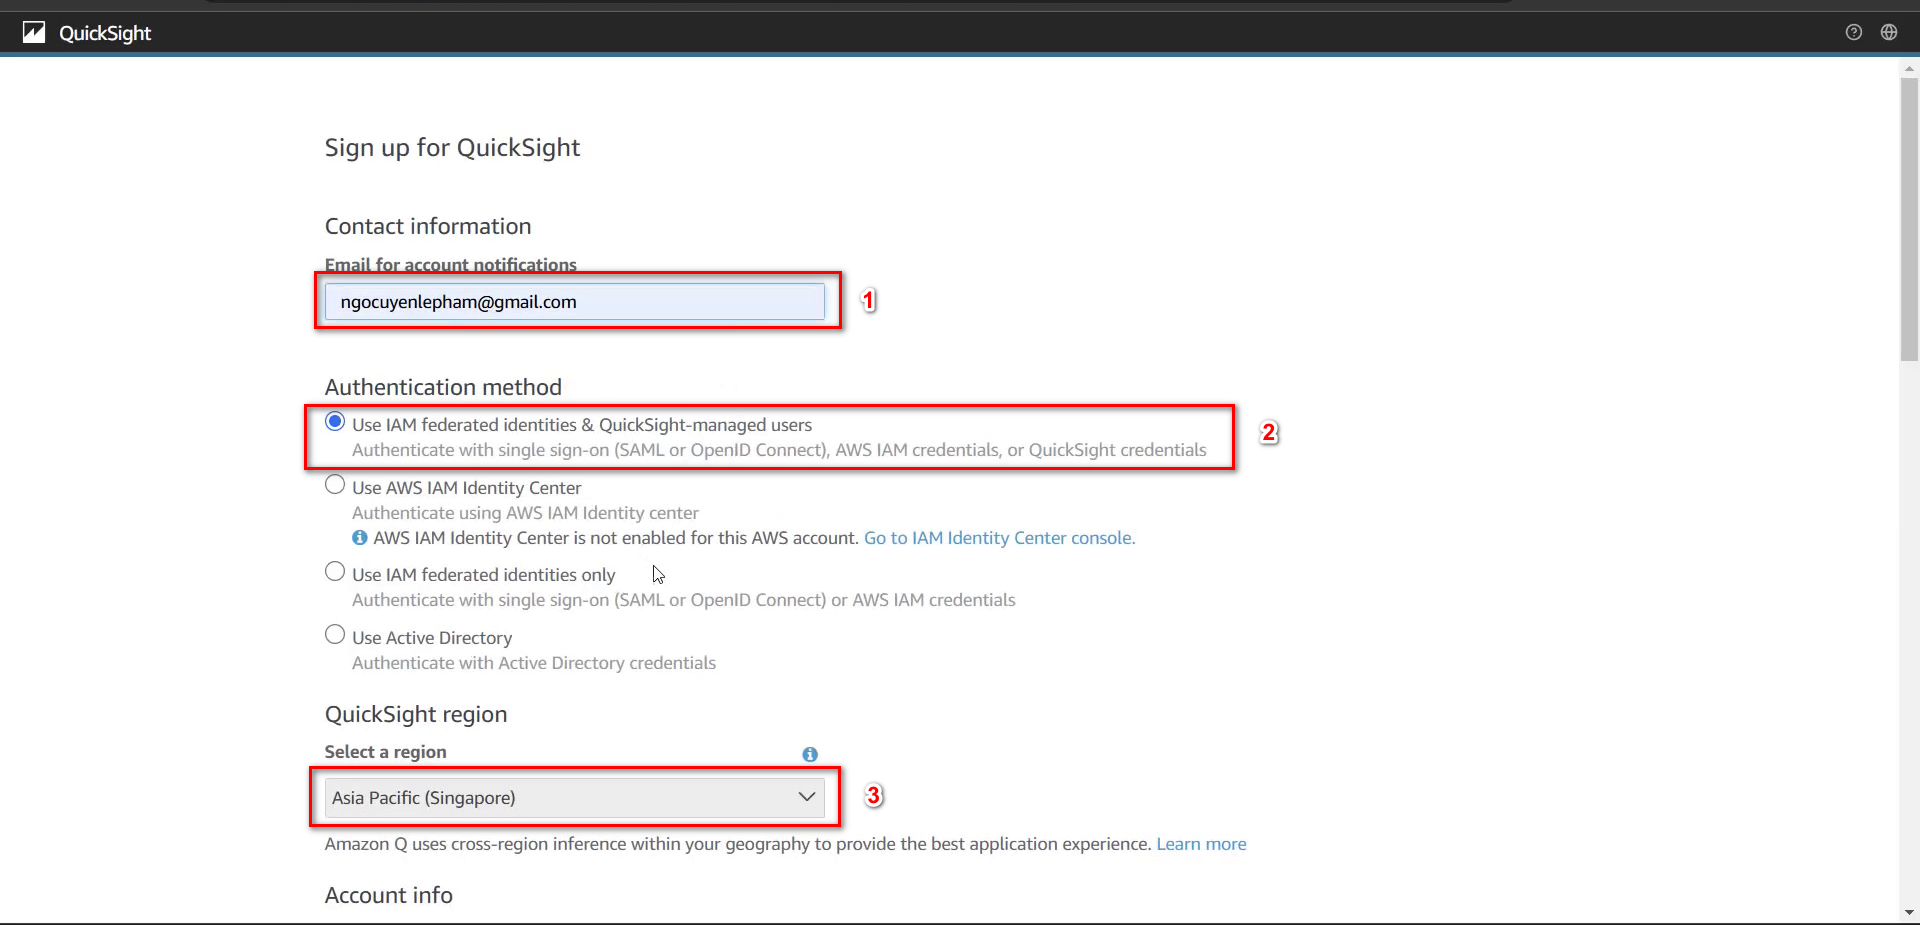 QuickSight
Sign up for QuickSight
Contact information
Email for account notifications
ngocuyenlepham@gmail.com
1
Authentication method
Use IAM federated identities & QuickSight-managed users
Authenticate with single sign-on (SAML or OpenID Connect), AWS IAM credentials, or QuickSight credentials
2
Use AWS IAM Identity Center
Authenticate using AWS IAM Identity center
AWS IAM Identity Center is not enabled for this AWS account. Go to IAM Identity Center console.
Use IAM federated identities only
Authenticate with single sign-on (SAML or OpenID Connect) or AWS IAM credentials
Use Active Directory
Authenticate with Active Directory credentials
QuickSight region
Select a region
Asia Pacific (Singapore)
3
Amazon Q uses cross-region inference within your geography to provide the best application experience. Learn more
Account info